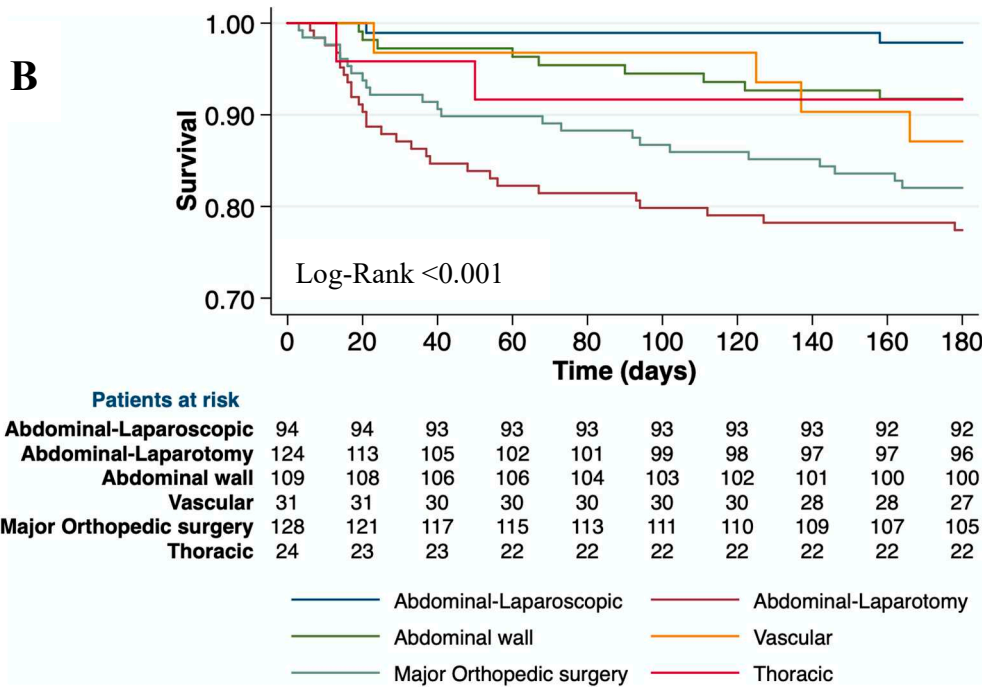 B
1.00
0.90
0.80
0.70
Survival
Log-Rank <0.001
0 20 40 60 80 100 120 140 160 180
Time (days)
Patients at risk
Abdominal-Laparoscopic 94 94 93 93 93 93 93 93 92 92
Abdominal-Laparotomy 124 113 105 102 101 99 98 97 97 96
Abdominal wall 109 108 106 106 104 103 102 101 100 100
Vascular 31 31 30 30 30 30 30 28 28 27
Major Orthopedic surgery 128 121 117 115 113 111 110 109 107 105
Thoracic 24 23 23 22 22 22 22 22 22 22
Abdominal-Laparoscopic Abdominal-Laparotomy
Abdominal wall Vascular
Major Orthopedic surgery Thoracic